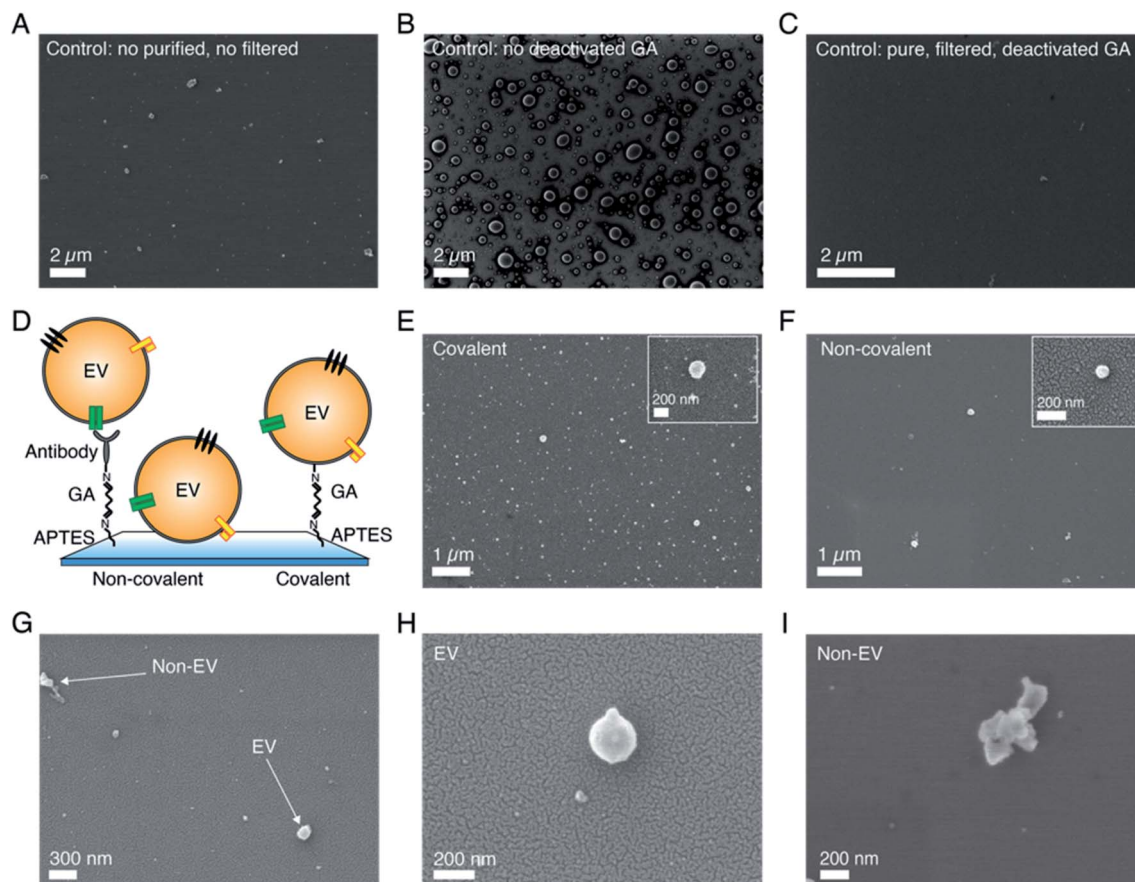 A
Control: no purified, no filtered
2 µm
B
Control: no deactivated GA
2 µm
C
Control: pure, filtered, deactivated GA
2 µm
D
EV
Antibody
N
GA
N
APTES
EV
EV
N
GA
N
APTES
Non-covalent
Covalent
E
Covalent
200 nm
1 µm
F
Non-covalent
200 nm
1 µm
G
Non-EV
EV
300 nm
H
EV
200 nm
I
Non-EV
200 nm